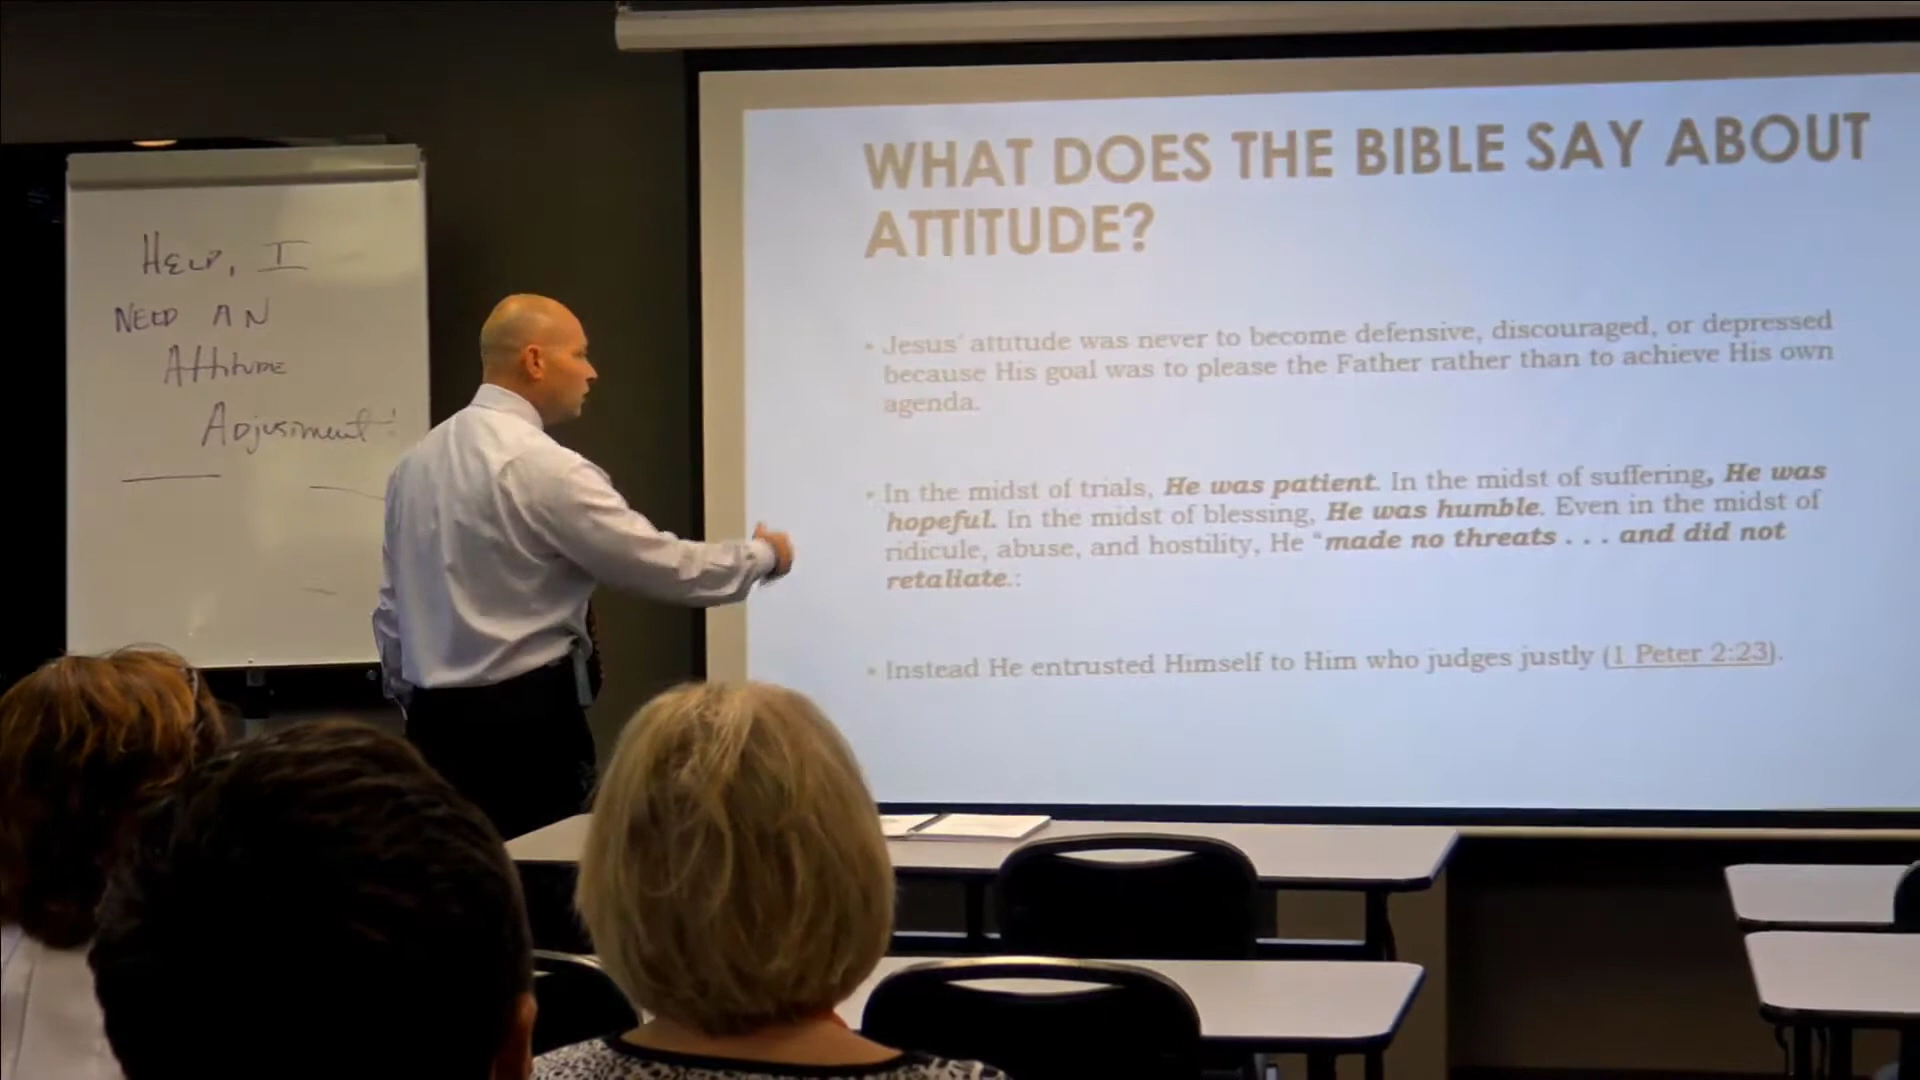 HELP, I
NEED AN
Attitude
Adjustment!
WHAT DOES THE BIBLE SAY ABOUT
ATTITUDE?
• Jesus' attitude was never to become defensive, discouraged, or depressed
because His goal was to please the Father rather than to achieve His own
agenda.
• In the midst of trials, He was patient. In the midst of suffering, He was
hopeful. In the midst of blessing, He was humble. Even in the midst of
ridicule, abuse, and hostility, He "made no threats . . . and did not
retaliate.:
• Instead He entrusted Himself to Him who judges justly (1 Peter 2:23).